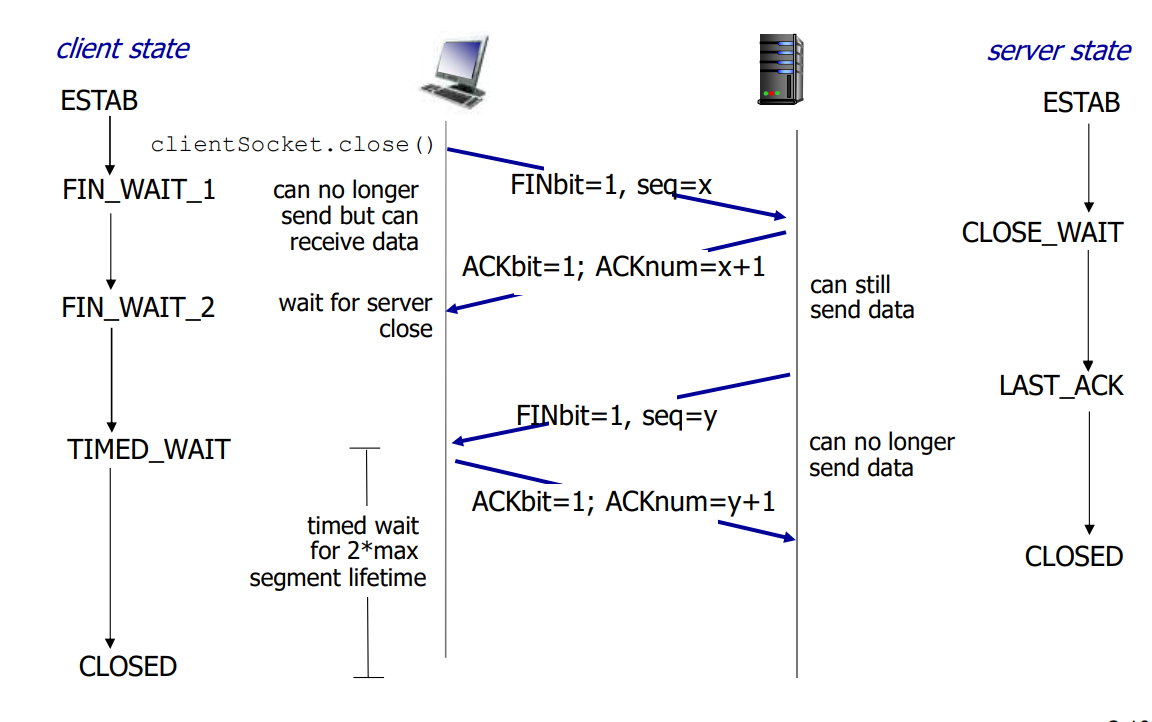 client state
server state
ESTAB
ESTAB
clientSocket.close()
FINbit=1, seq=x
FIN_WAIT_1
can no longer
send but can
receive data
CLOSE_WAIT
ACKbit=1; ACKnum=x+1
FIN_WAIT_2
wait for server
close
can still
send data
LAST_ACK
FINbit=1, seq=y
TIMED_WAIT
can no longer
send data
ACKbit=1; ACKnum=y+1
timed wait
for 2*max
segment lifetime
CLOSED
CLOSED